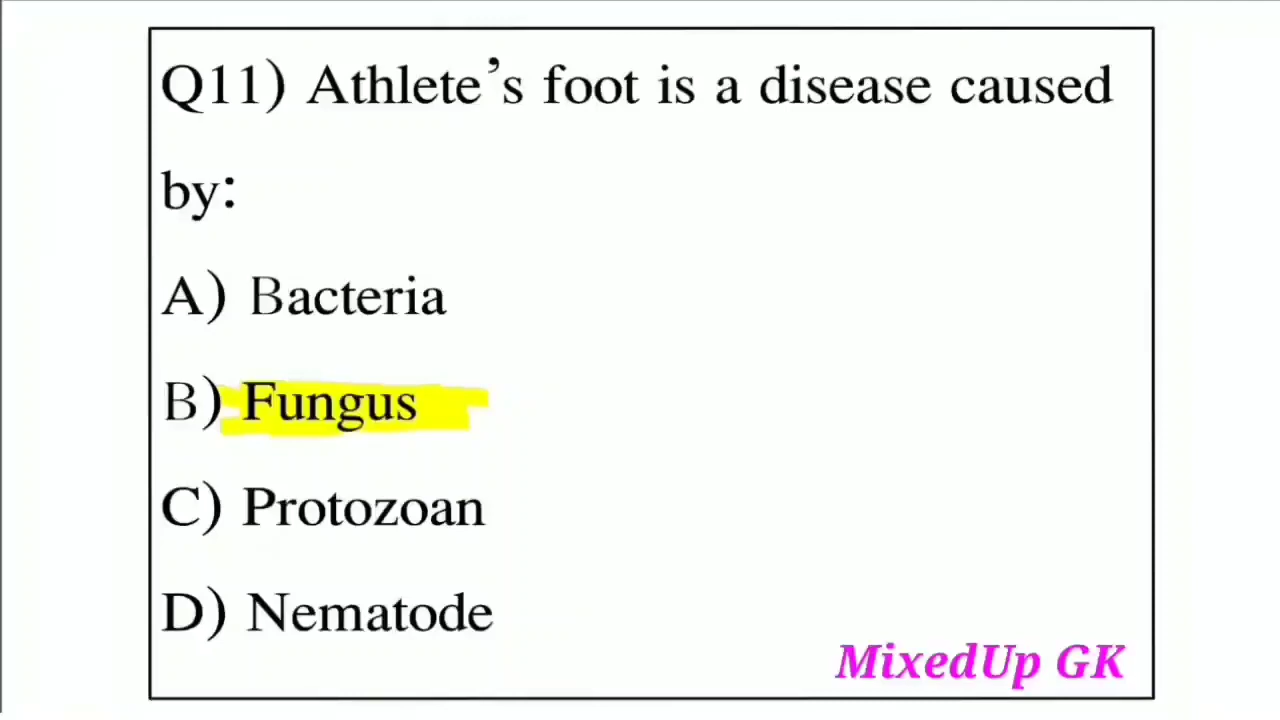 Q11) Athlete’s foot is a disease caused
by:
A) Bacteria
B) Fungus
C) Protozoan
D) Nematode
MixedUp GK